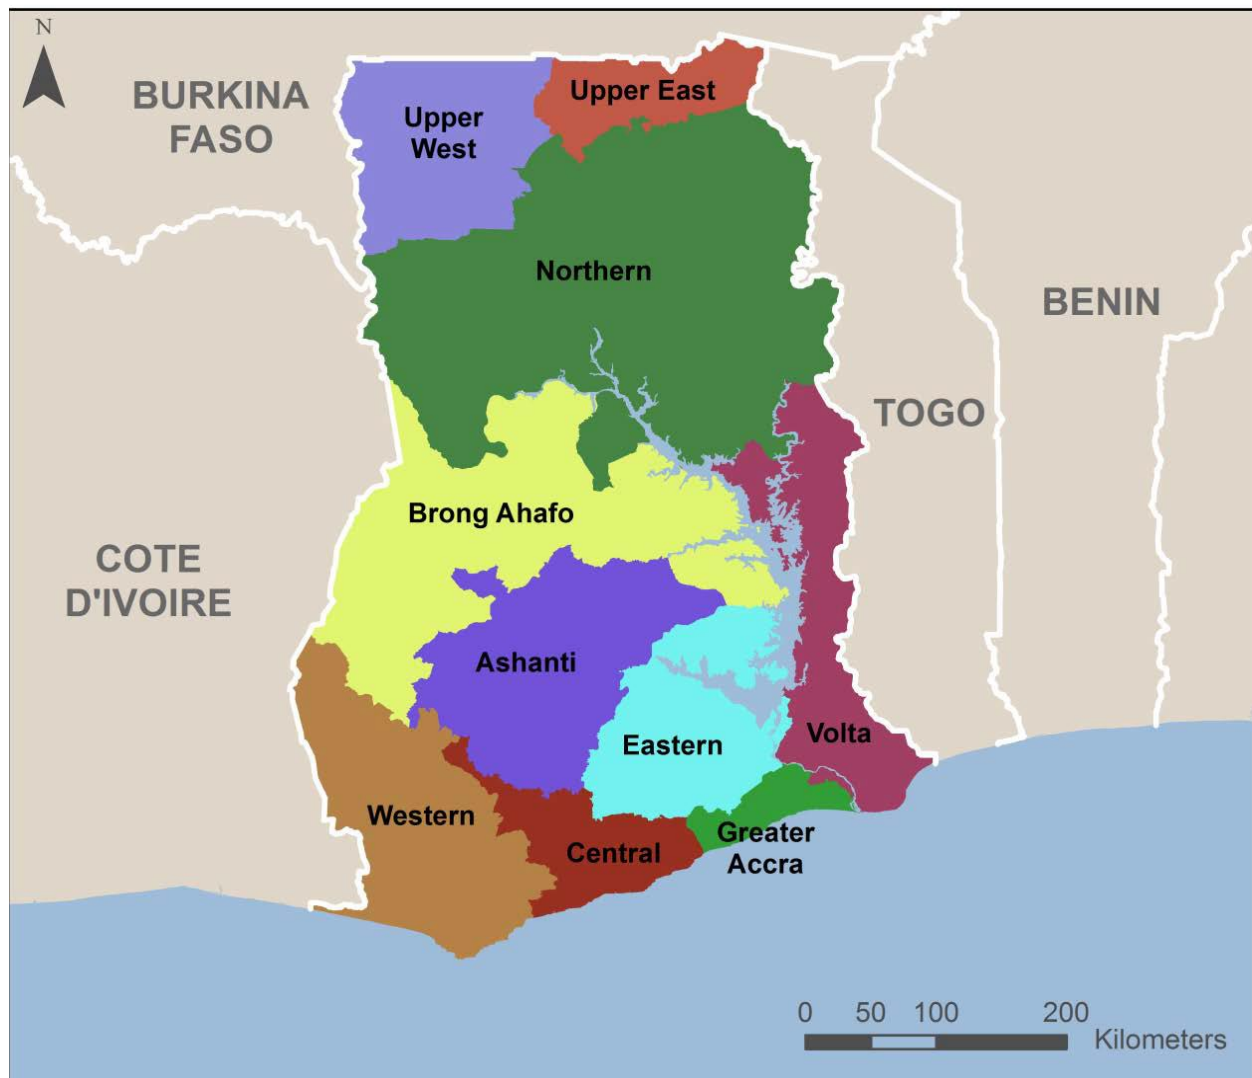 N
BURKINA
FASO
Upper East
Upper
West
Northern
BENIN
TOGO
Brong Ahafo
COTE
D'IVOIRE
Ashanti
Eastern
Volta
Western
Greater
Accra
Central
0 50 100 200
Kilometers